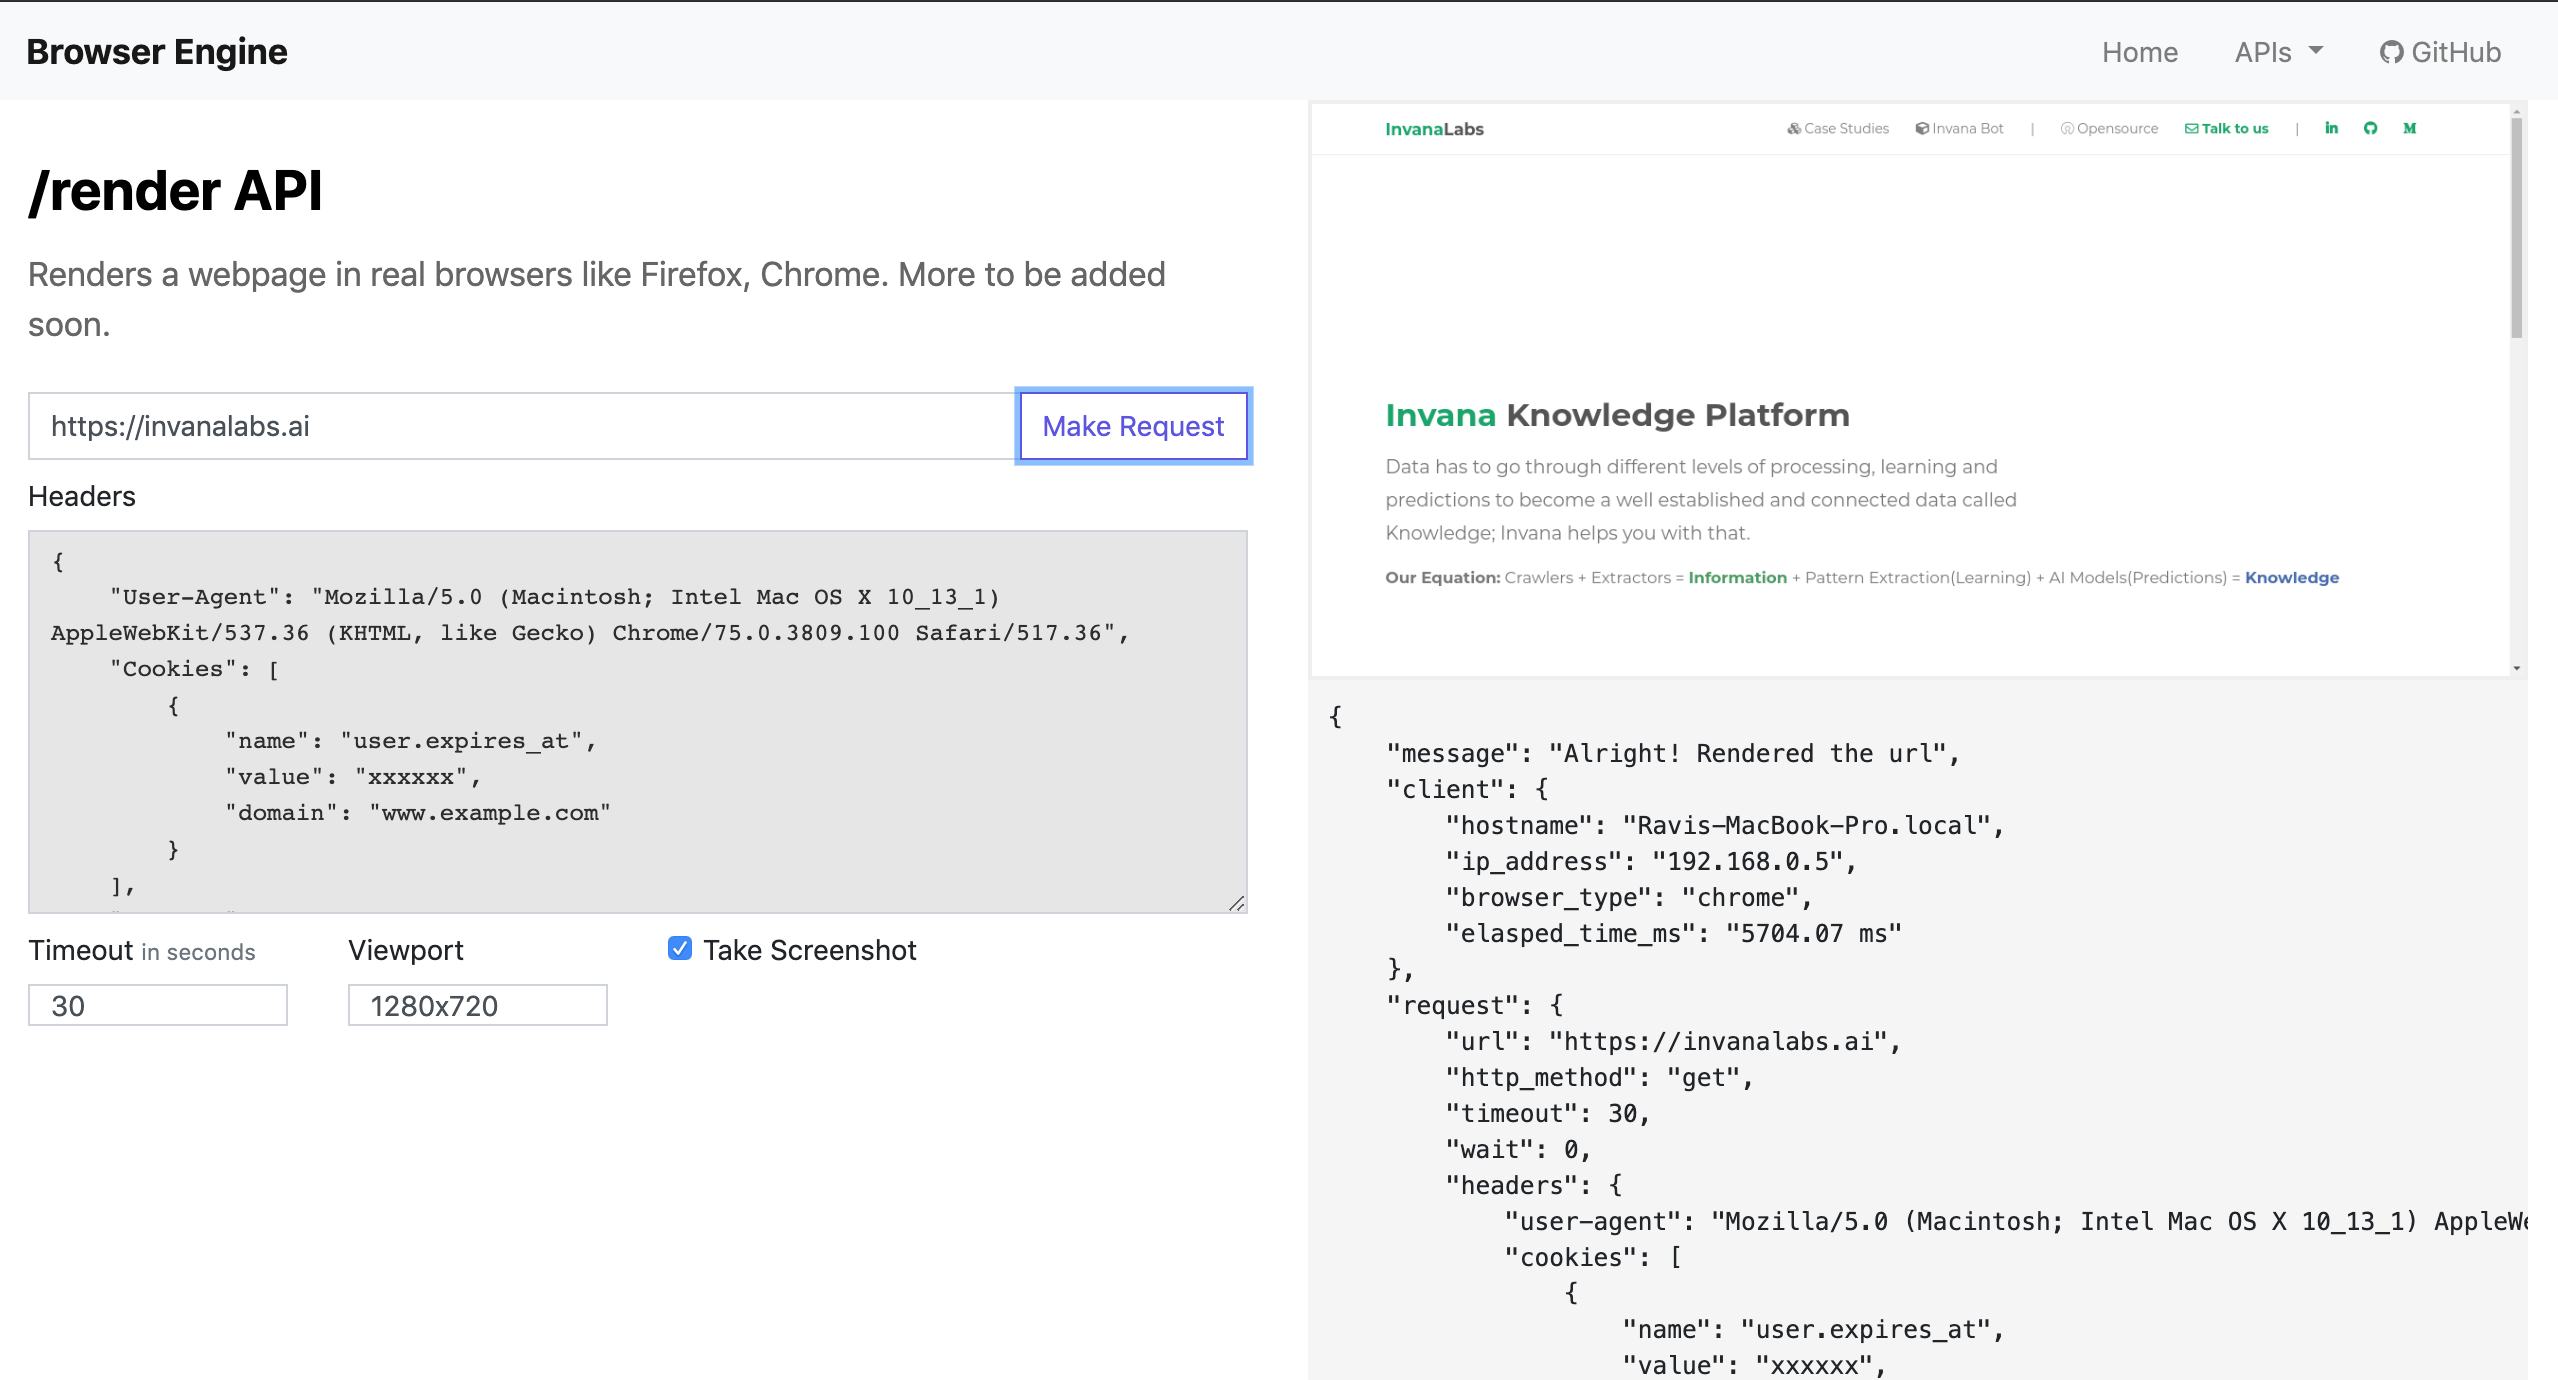 Browser Engine
Home
APIs
GitHub
/render API
Renders a webpage in real browsers like Firefox, Chrome. More to be added
soon.
https://invanalabs.ai
Make Request
Headers
{
"User-Agent": "Mozilla/5.0 (Macintosh; Intel Mac OS X 10_13_1)
AppleWebKit/537.36 (KHTML, like Gecko) Chrome/75.0.3809.100 Safari/517.36",
"Cookies": [
{
"name": "user.expires_at",
"value": "xxxxxx",
"domain": "www.example.com"
}
],
Timeout in seconds
30
Viewport
1280x720
Take Screenshot
InvanaLabs
Case Studies
Invana Bot
|
Opensource
Talk to us
|
Invana Knowledge Platform
Data has to go through different levels of processing, learning and
predictions to become a well established and connected data called
Knowledge; Invana helps you with that.
Our Equation: Crawlers + Extractors = Information + Pattern Extraction(Learning) + AI Models(Predictions) = Knowledge
{
"message": "Alright! Rendered the url",
"client": {
"hostname": "Ravis-MacBook-Pro.local",
"ip_address": "192.168.0.5",
"browser_type": "chrome",
"elasped_time_ms": "5704.07 ms"
},
"request": {
"url": "https://invanalabs.ai",
"http_method": "get",
"timeout": 30,
"wait": 0,
"headers": {
"user-agent": "Mozilla/5.0 (Macintosh; Intel Mac OS X 10_13_1) AppleWe
"cookies": [
{
"name": "user.expires_at",
"value": "xxxxxx",